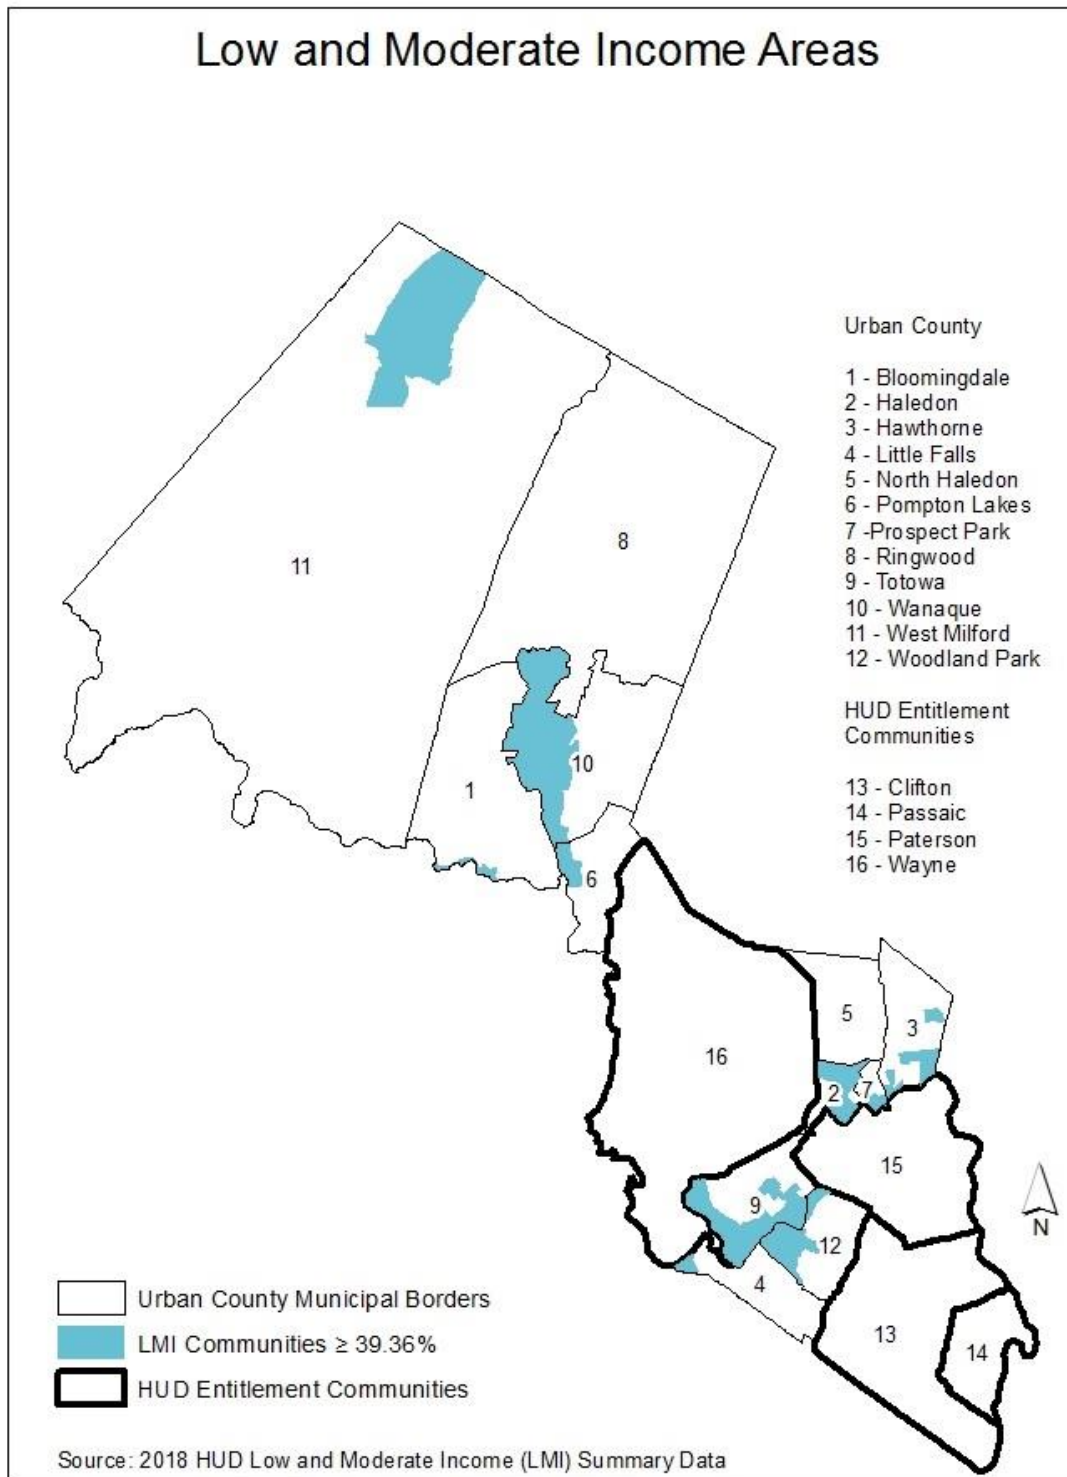 Low and Moderate Income Areas
Urban County
1 - Bloomingdale
2 - Haledon
3 - Hawthorne
4 - Little Falls
5 - North Haledon
6 - Pompton Lakes
7 -Prospect Park
8 - Ringwood
9 - Totowa
10 - Wanaque
11 - West Milford
12 - Woodland Park
HUD Entitlement
Communities
13 - Clifton
14 - Passaic
15 - Paterson
16 - Wayne
8
11
10
1
6
5
3
16
2
7
15
9
12
4
13
14
N
Urban County Municipal Borders
LMI Communities ≥ 39.36%
HUD Entitlement Communities
Source: 2018 HUD Low and Moderate Income (LMI) Summary Data